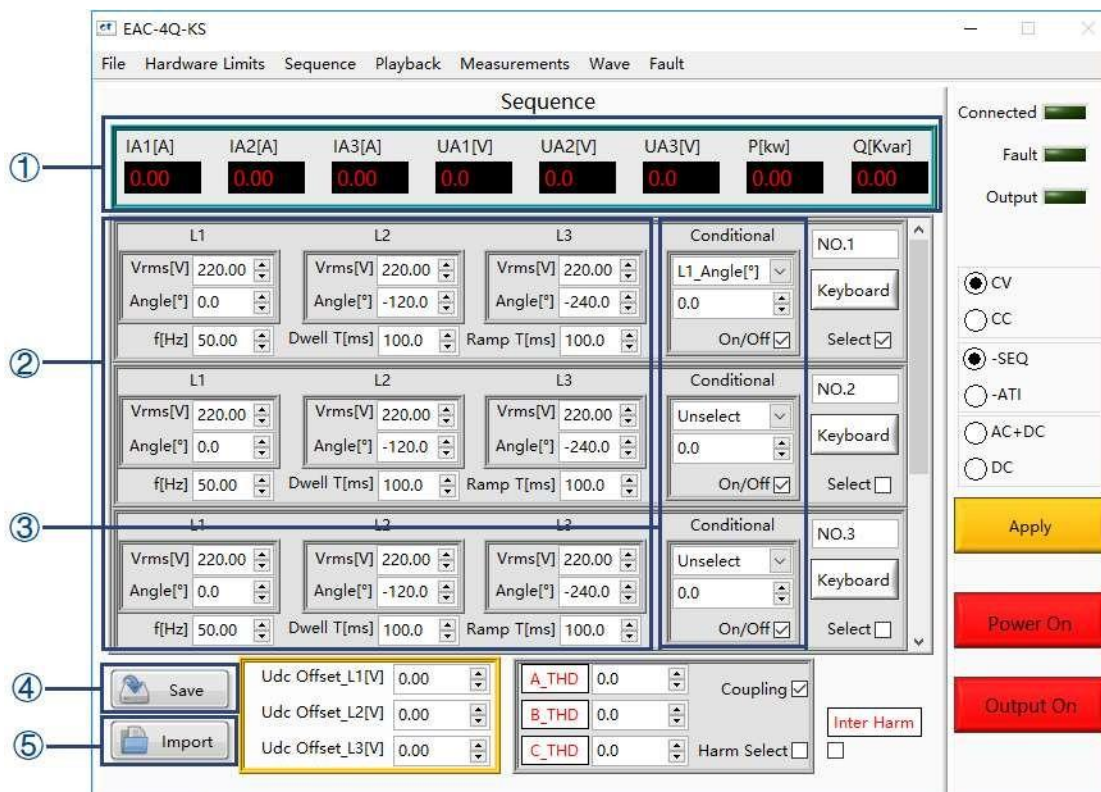 EAC-4Q-KS
File Hardware Limits Sequence Playback Measurements Wave Fault
Sequence
Connected
Fault
Output
① IA1[A] IA2[A] IA3[A] UA1[V] UA2[V] UA3[V] P[kw] Q[Kvar]
0.00 0.00 0.00 0.0 0.0 0.0 0.00 0.00
②
L1 L2 L3 Conditional NO.1
Vrms[V] 220.00 Vrms[V] 220.00 Vrms[V] 220.00 L1_Angle[°] Keyboard
Angle[°] 0.0 Angle[°] -120.0 Angle[°] -240.0 0.0
f[Hz] 50.00 Dwell T[ms] 100.0 Ramp T[ms] 100.0 On/Off Select
L1 L2 L3 Conditional NO.2
Vrms[V] 220.00 Vrms[V] 220.00 Vrms[V] 220.00 Unselect Keyboard
Angle[°] 0.0 Angle[°] -120.0 Angle[°] -240.0 0.0
f[Hz] 50.00 Dwell T[ms] 100.0 Ramp T[ms] 100.0 On/Off Select
③
L1 L2 L3 Conditional NO.3
Vrms[V] 220.00 Vrms[V] 220.00 Vrms[V] 220.00 Unselect Keyboard
Angle[°] 0.0 Angle[°] -120.0 Angle[°] -240.0 0.0
f[Hz] 50.00 Dwell T[ms] 100.0 Ramp T[ms] 100.0 On/Off Select
CV
CC
-SEQ
-ATI
AC+DC
DC
Apply
Power On
Output On
④ Save
⑤ Import
Udc Offset_L1[V] 0.00
Udc Offset_L2[V] 0.00
Udc Offset_L3[V] 0.00
A_THD 0.0 Coupling
B_THD 0.0
C_THD 0.0 Harm Select
Inter Harm